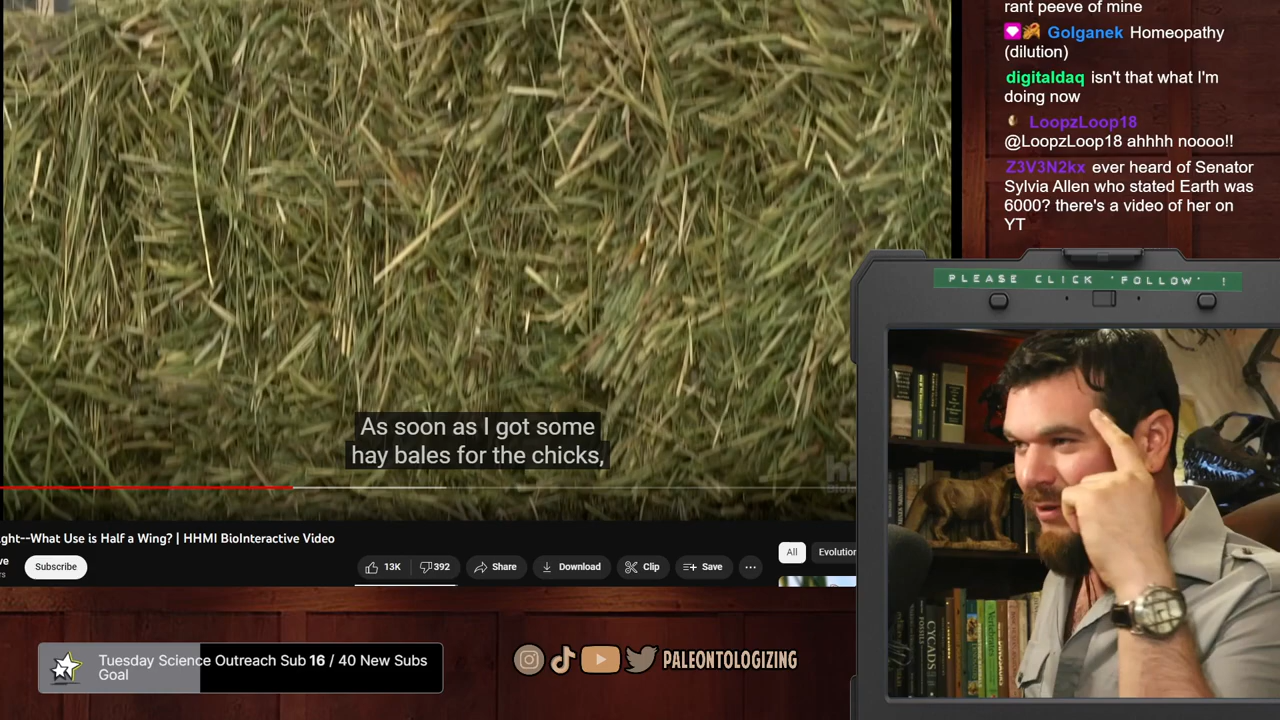 rant peeve of mine
Golganek Homeopathy
(dilution)
digitaldaq isn't that what I'm
doing now
LoopzLoop18
@LoopzLoop18 ahhhh noooo!!
Z3V3N2kx ever heard of Senator
Sylvia Allen who stated Earth was
6000? there's a video of her on
YT
PLEASE CLICK 'FOLLOW' !
As soon as I got some
hay bales for the chicks,
ght--What Use is Half a Wing? | HHMI BioInteractive Video
ve
rs
Subscribe
13K
392
Share
Download
Clip
Save
All
Evolution
Tuesday Science Outreach Sub 16 / 40 New Subs
Goal
PALEONTOLOGIZING
CYCADS